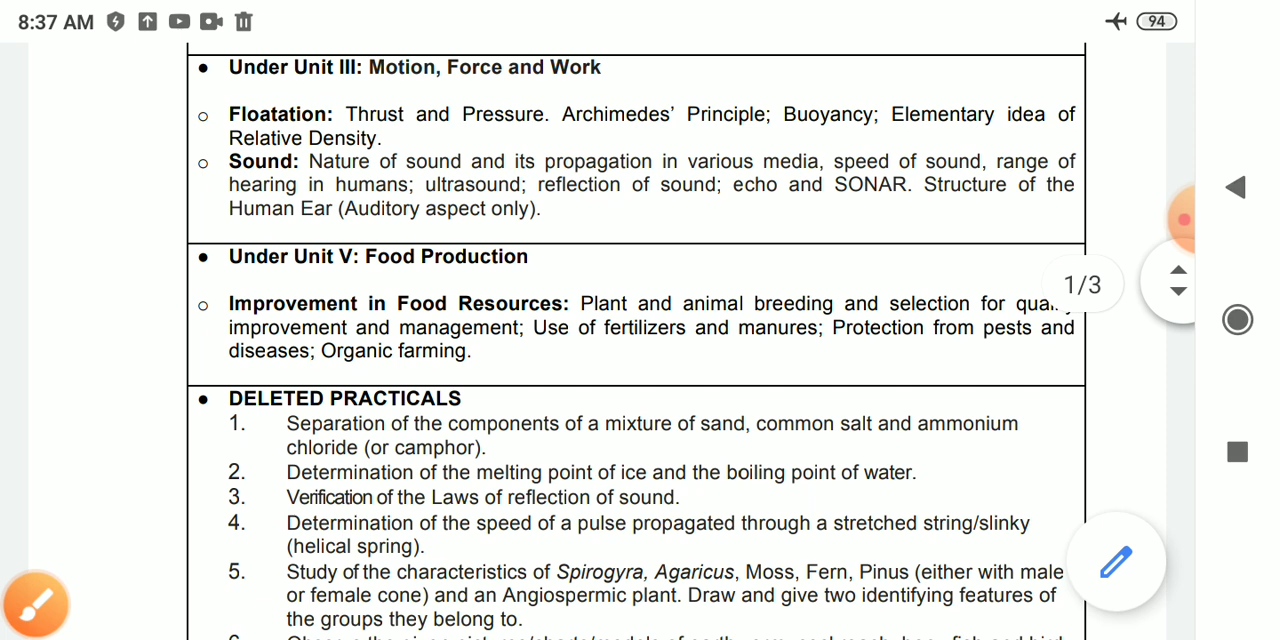 8:37 AM
94
● Under Unit III: Motion, Force and Work
○ Floatation: Thrust and Pressure. Archimedes' Principle; Buoyancy; Elementary idea of
Relative Density.
○ Sound: Nature of sound and its propagation in various media, speed of sound, range of
hearing in humans; ultrasound; reflection of sound; echo and SONAR. Structure of the
Human Ear (Auditory aspect only).
● Under Unit V: Food Production
1/3
○ Improvement in Food Resources: Plant and animal breeding and selection for
improvement and management; Use of fertilizers and manures; Protection from pests and
diseases; Organic farming.
● DELETED PRACTICALS
1. Separation of the components of a mixture of sand, common salt and ammonium
chloride (or camphor).
2. Determination of the melting point of ice and the boiling point of water.
3. Verification of the Laws of reflection of sound.
4. Determination of the speed of a pulse propagated through a stretched string/slinky
(helical spring).
5. Study of the characteristics of Spirogyra, Agaricus, Moss, Fern, Pinus (either with male
or female cone) and an Angiospermic plant. Draw and give two identifying features of
the groups they belong to.